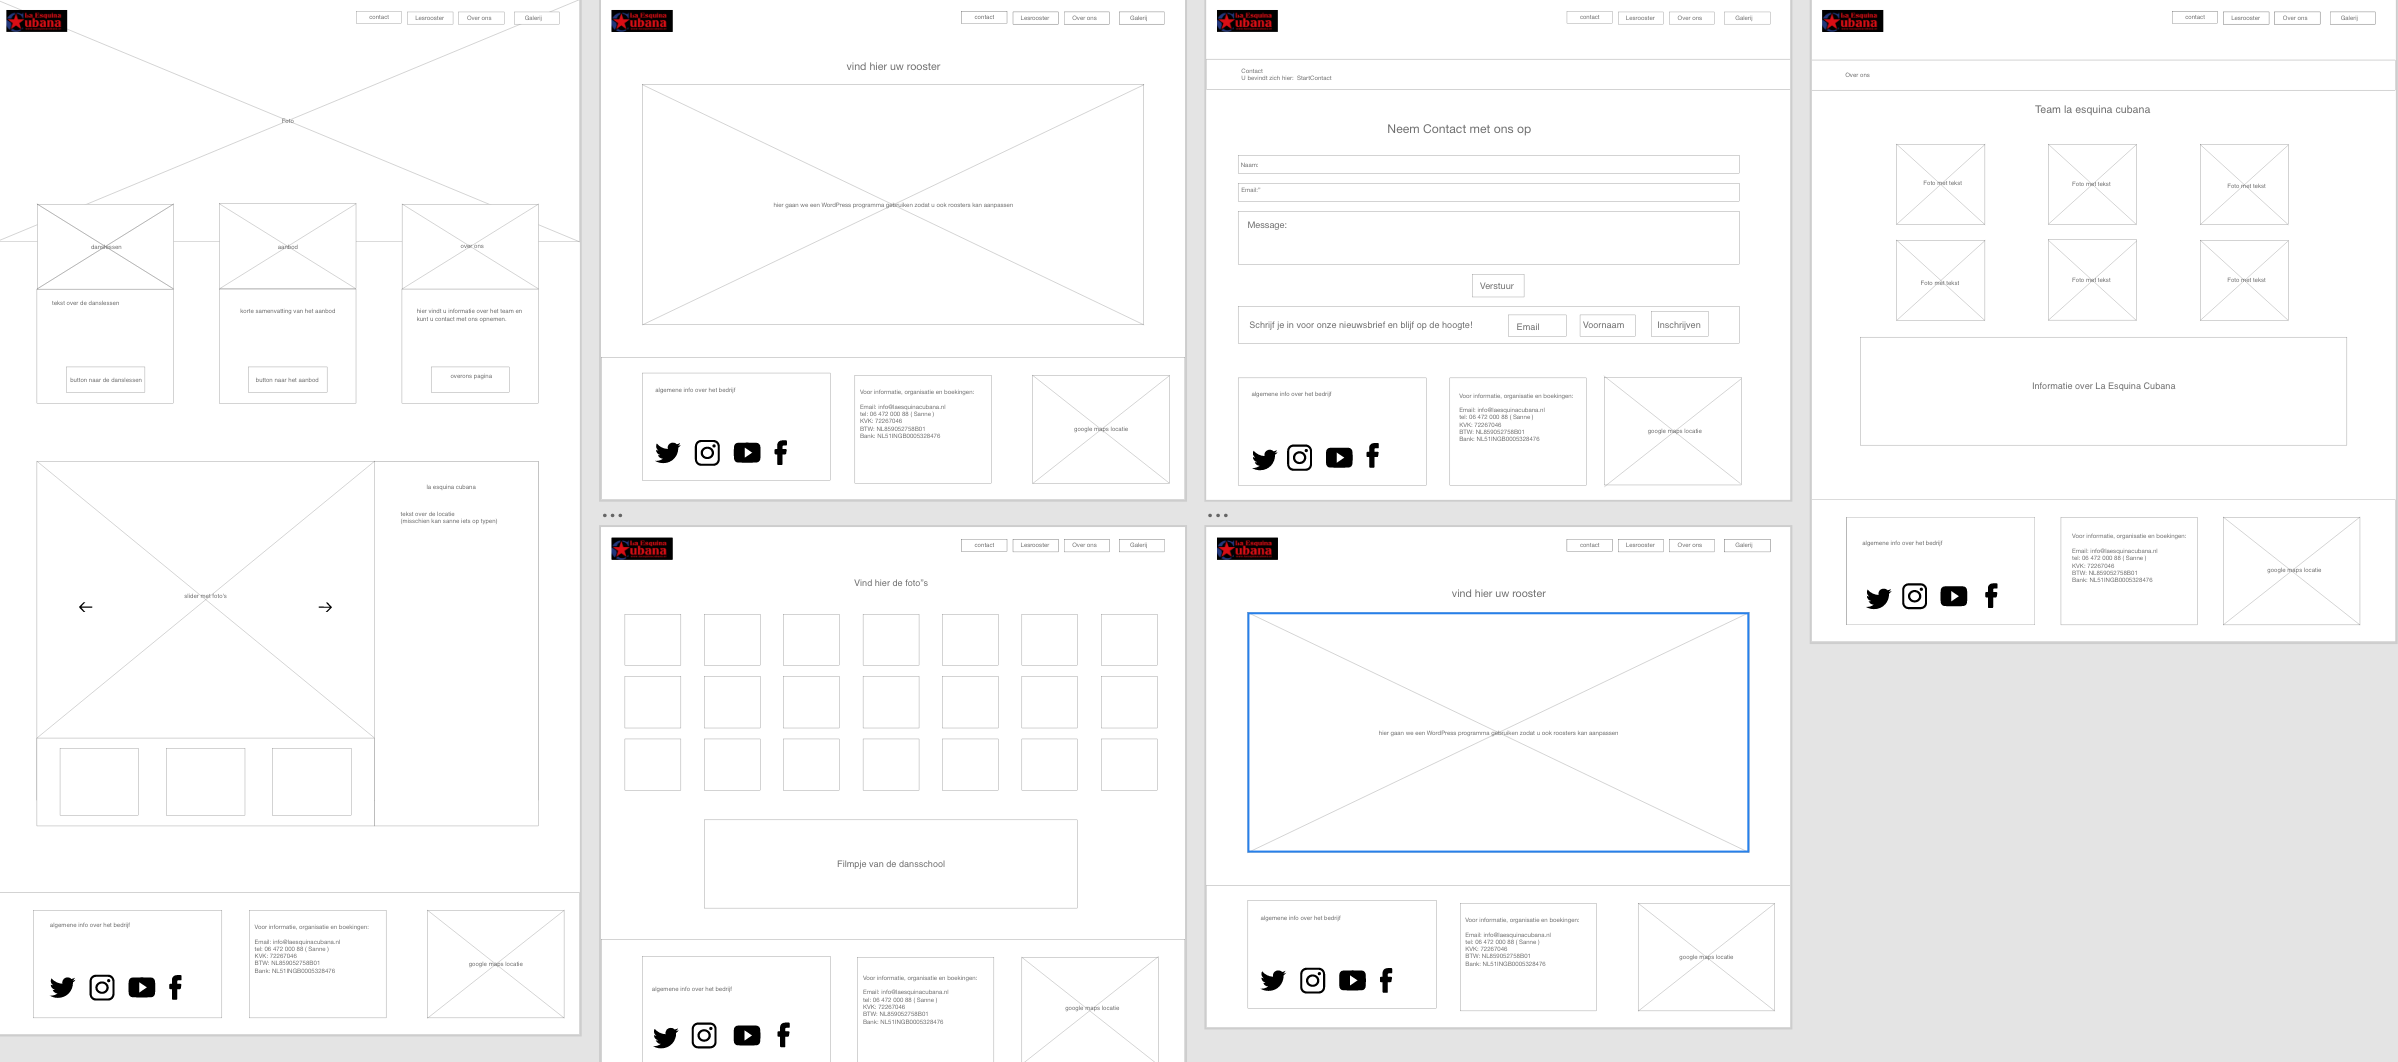 La Esquina
Cubana
contact
Lesrooster
Over ons
Galerij
Foto
danslessen
aanbod
over ons
tekst over de danslessen
korte samenvatting van het aanbod
hier vindt u informatie over het team en
kunt u contact met ons opnemen.
button naar de danslessen
button naar het aanbod
overons pagina
slider met foto's
la esquina cubana
tekst over de locatie
(misschien kan sanne iets op typen)
algemene info over het bedrijf
Voor informatie, organisatie en boekingen:
Email: info@laesquinacubana.nl
tel: 06 472 000 88 ( Sanne )
KVK: 72267046
BTW: NL859052758B01
Bank: NL51INGB0005328476
google maps locatie
La Esquina
Cubana
contact
Lesrooster
Over ons
Galerij
vind hier uw rooster
hier gaan we een WordPress programma gebruiken zodat u ook roosters kan aanpassen
algemene info over het bedrijf
Voor informatie, organisatie en boekingen:
Email: info@laesquinacubana.nl
tel: 06 472 000 88 ( Sanne )
KVK: 72267046
BTW: NL859052758B01
Bank: NL51INGB0005328476
google maps locatie
La Esquina
Cubana
contact
Lesrooster
Over ons
Galerij
Vind hier de foto"s
Filmpje van de dansschool
algemene info over het bedrijf
Voor informatie, organisatie en boekingen:
Email: info@laesquinacubana.nl
tel: 06 472 000 88 ( Sanne )
KVK: 72267046
BTW: NL859052758B01
Bank: NL51INGB0005328476
google maps locatie
La Esquina
Cubana
contact
Lesrooster
Over ons
Galerij
Contact
U bevindt zich hier: StartContact
Neem Contact met ons op
Naam:
Email:*
Message:
Verstuur
Schrijf je in voor onze nieuwsbrief en blijf op de hoogte!
Email
Voornaam
Inschrijven
algemene info over het bedrijf
Voor informatie, organisatie en boekingen:
Email: info@laesquinacubana.nl
tel: 06 472 000 88 ( Sanne )
KVK: 72267046
BTW: NL859052758B01
Bank: NL51INGB0005328476
google maps locatie
La Esquina
Cubana
contact
Lesrooster
Over ons
Galerij
vind hier uw rooster
hier gaan we een WordPress programma gebruiken zodat u ook roosters kan aanpassen
algemene info over het bedrijf
Voor informatie, organisatie en boekingen:
Email: info@laesquinacubana.nl
tel: 06 472 000 88 ( Sanne )
KVK: 72267046
BTW: NL859052758B01
Bank: NL51INGB0005328476
google maps locatie
La Esquina
Cubana
contact
Lesrooster
Over ons
Galerij
Over ons
Team la esquina cubana
Foto met tekst
Foto met tekst
Foto met tekst
Foto met tekst
Foto met tekst
Foto met tekst
Informatie over La Esquina Cubana
algemene info over het bedrijf
Voor informatie, organisatie en boekingen:
Email: info@laesquinacubana.nl
tel: 06 472 000 88 ( Sanne )
KVK: 72267046
BTW: NL859052758B01
Bank: NL51INGB0005328476
google maps locatie